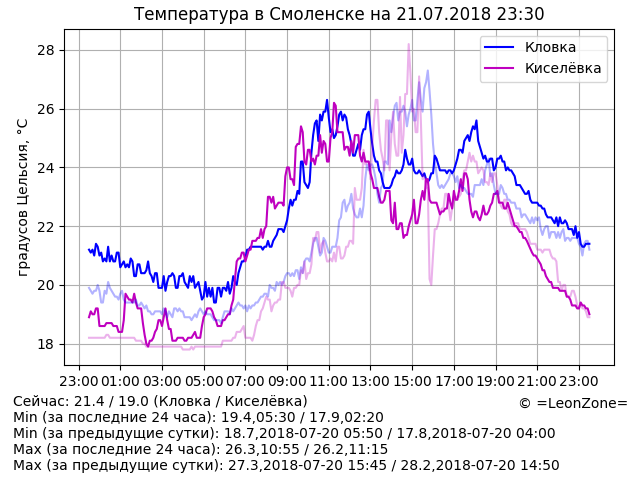 Температура в Смоленске на 21.07.2018 23:30
Кловка
Киселёвка
градусов Цельсия, °C
28
26
24
22
20
18
23:00 01:00 03:00 05:00 07:00 09:00 11:00 13:00 15:00 17:00 19:00 21:00 23:00
Сейчас: 21.4 / 19.0 (Кловка / Киселёвка)
© =LeonZone=
Min (за последние 24 часа): 19.4,05:30 / 17.9,02:20
Min (за предыдущие сутки): 18.7,2018-07-20 05:50 / 17.8,2018-07-20 04:00
Max (за последние 24 часа): 26.3,10:55 / 26.2,11:15
Max (за предыдущие сутки): 27.3,2018-07-20 15:45 / 28.2,2018-07-20 14:50